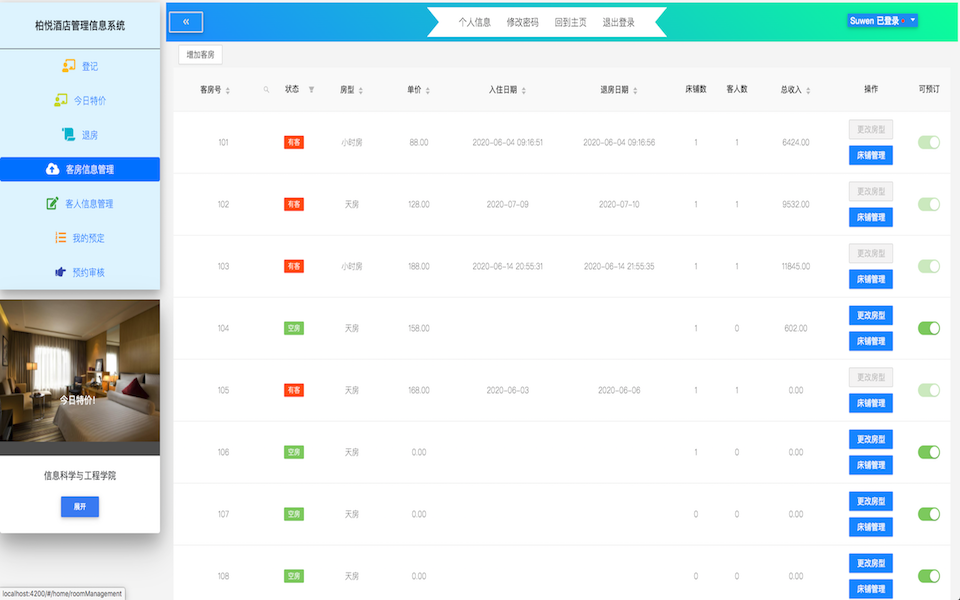 柏悦酒店管理信息系统
登记
今日特价
退房
客房信息管理
客人信息管理
我的预定
预约审核
今日特价!
信息科学与工程学院
展开
localhost:4200/#/home/roomManagement
«
个人信息 修改密码 回到主页 退出登录
Suwen 已登录
增加客房
客房号 状态 房型 单价 入住日期 退房日期 床铺数 客人数 总收入 操作 可预订
101 有客 小时房 88.00 2020-06-04 09:16:51 2020-06-04 09:16:56 1 1 6424.00 更改房型
床铺管理
102 有客 天房 128.00 2020-07-09 2020-07-10 1 1 9532.00 更改房型
床铺管理
103 有客 小时房 188.00 2020-06-14 20:55:31 2020-06-14 21:55:35 1 1 11845.00 更改房型
床铺管理
104 空房 天房 158.00 1 0 602.00 更改房型
床铺管理
105 有客 天房 168.00 2020-06-03 2020-06-06 1 1 0.00 更改房型
床铺管理
106 空房 天房 0.00 1 0 0.00 更改房型
床铺管理
107 空房 天房 0.00 0 0 0.00 更改房型
床铺管理
108 空房 天房 0.00 0 0 0.00 更改房型
床铺管理